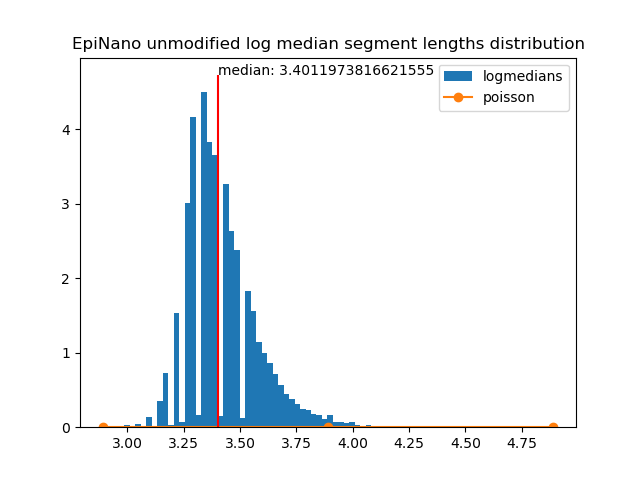 EpiNano unmodified log median segment lengths distribution
median: 3.4011973816621555
logmedians
poisson
4
3
2
1
0
3.00 3.25 3.50 3.75 4.00 4.25 4.50 4.75